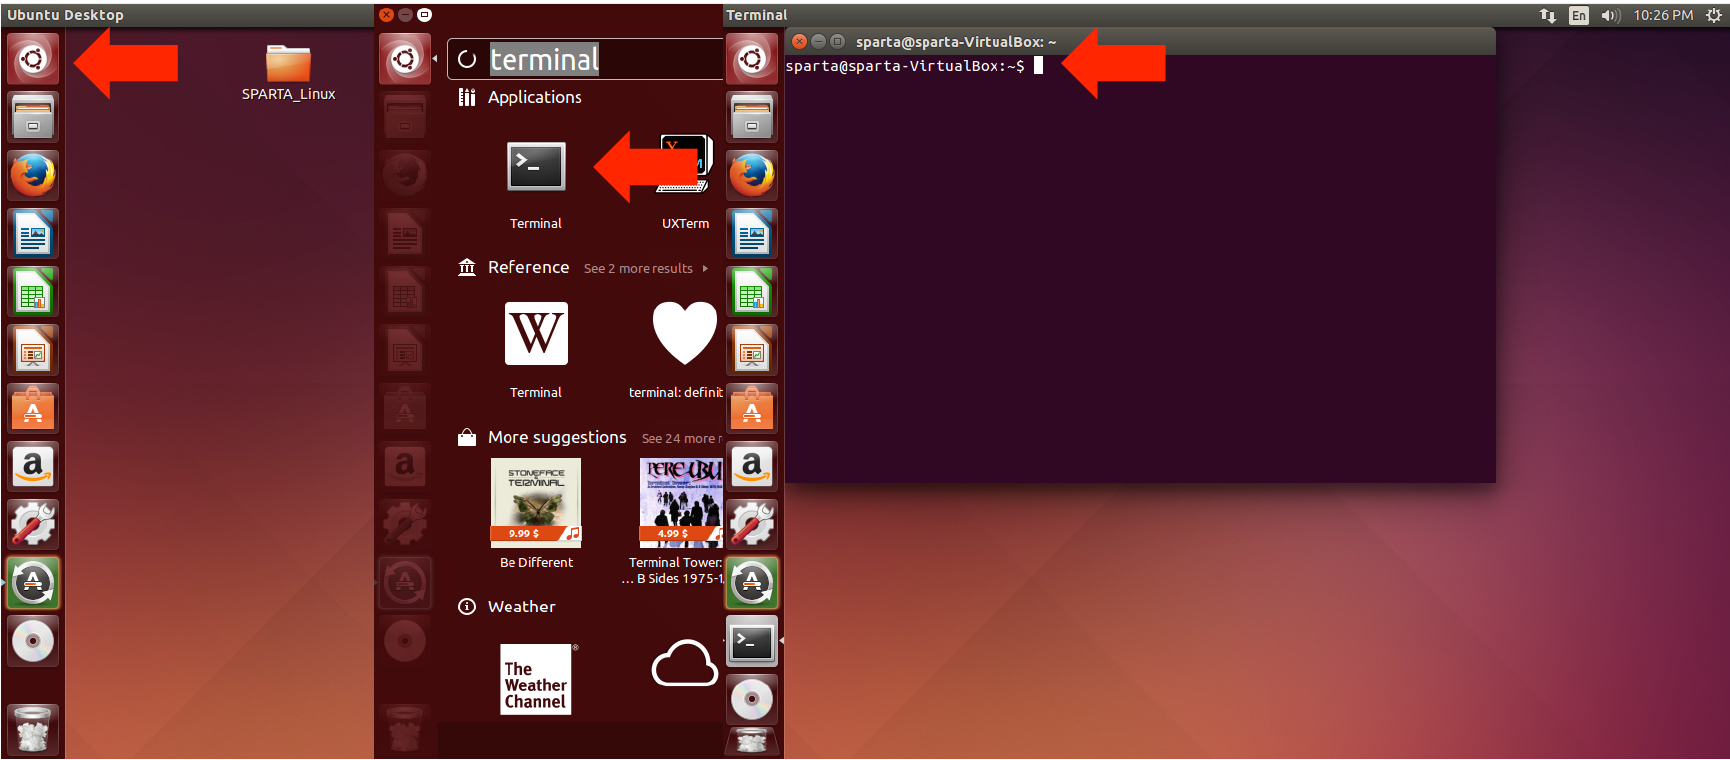 Ubuntu Desktop
SPARTA_Linux
terminal
Applications
Terminal
UXTerm
Reference See 2 more results
W
Terminal
terminal: definit
More suggestions See 24 more r
STONEFACE & TERMINAL
9.99 $
PERE UBU
4.99 $
Be Different
Terminal Tower:
... B Sides 1975-1
Weather
The
Weather
Channel
Terminal
En
10:26 PM
sparta@sparta-VirtualBox: ~
sparta@sparta-VirtualBox:~$